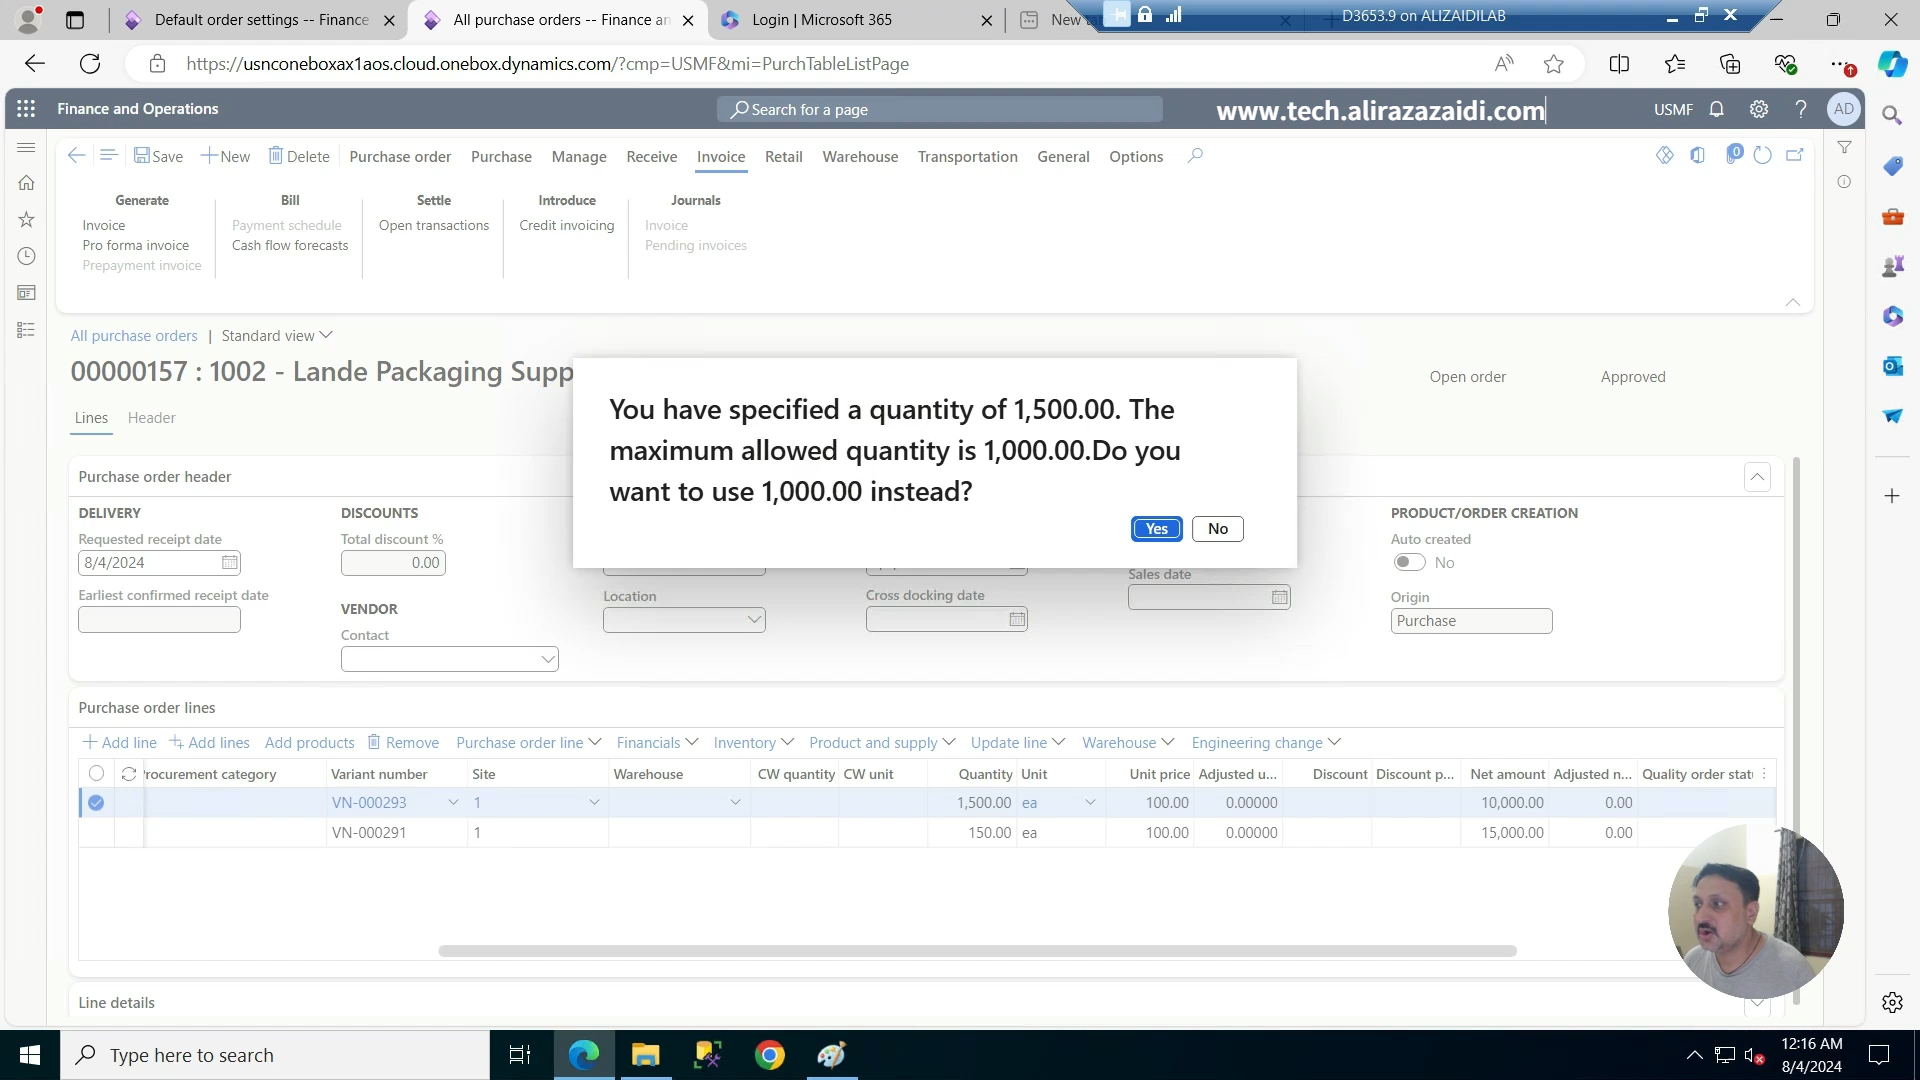 Default order settings -- Finance
All purchase orders -- Finance an
Login | Microsoft 365
New
D3653.9 on ALIZAIDILAB
https://usnconeboxax1aos.cloud.onebox.dynamics.com/?cmp=USMF&mi=PurchTableListPage
Finance and Operations
Search for a page
www.tech.alirazazaidi.com
USMF
AD
Save New Delete Purchase order Purchase Manage Receive Invoice Retail Warehouse Transportation General Options
0
Generate Bill Settle Introduce Journals
Invoice Payment schedule Open transactions Credit invoicing Invoice
Pro forma invoice Cash flow forecasts Pending invoices
Prepayment invoice
All purchase orders | Standard view
00000157 : 1002 - Lande Packaging Supp
Open order Approved
Lines Header
You have specified a quantity of 1,500.00. The
maximum allowed quantity is 1,000.00.Do you
want to use 1,000.00 instead?
Yes No
Purchase order header
DELIVERY DISCOUNTS PRODUCT/ORDER CREATION
Requested receipt date Total discount % Auto created
8/4/2024 0.00 No
Sales date
Earliest confirmed receipt date Location Cross docking date Origin
VENDOR Purchase
Contact
Purchase order lines
Add line Add lines Add products Remove Purchase order line Financials Inventory Product and supply Update line Warehouse Engineering change
rocurement category Variant number Site Warehouse CW quantity CW unit Quantity Unit Unit price Adjusted u... Discount Discount p... Net amount Adjusted n... Quality order stat
VN-000293 1 1,500.00 ea 100.00 0.00000 10,000.00 0.00
VN-000291 1 150.00 ea 100.00 0.00000 15,000.00 0.00
Line details
Type here to search
12:16 AM
8/4/2024